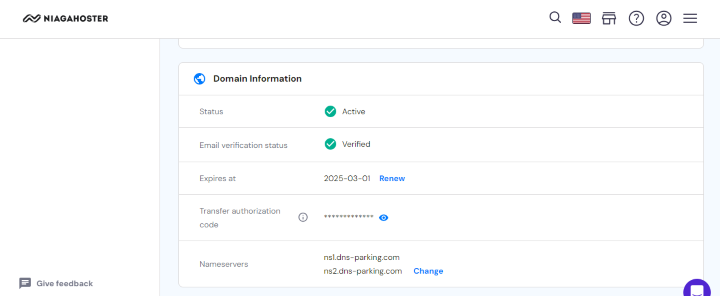 NIAGAHOSTER
Domain Information
Status Active
Email verification status Verified
Expires at 2025-03-01 Renew
Transfer authorization code *************
Nameservers ns1.dns-parking.com
ns2.dns-parking.com Change
Give feedback